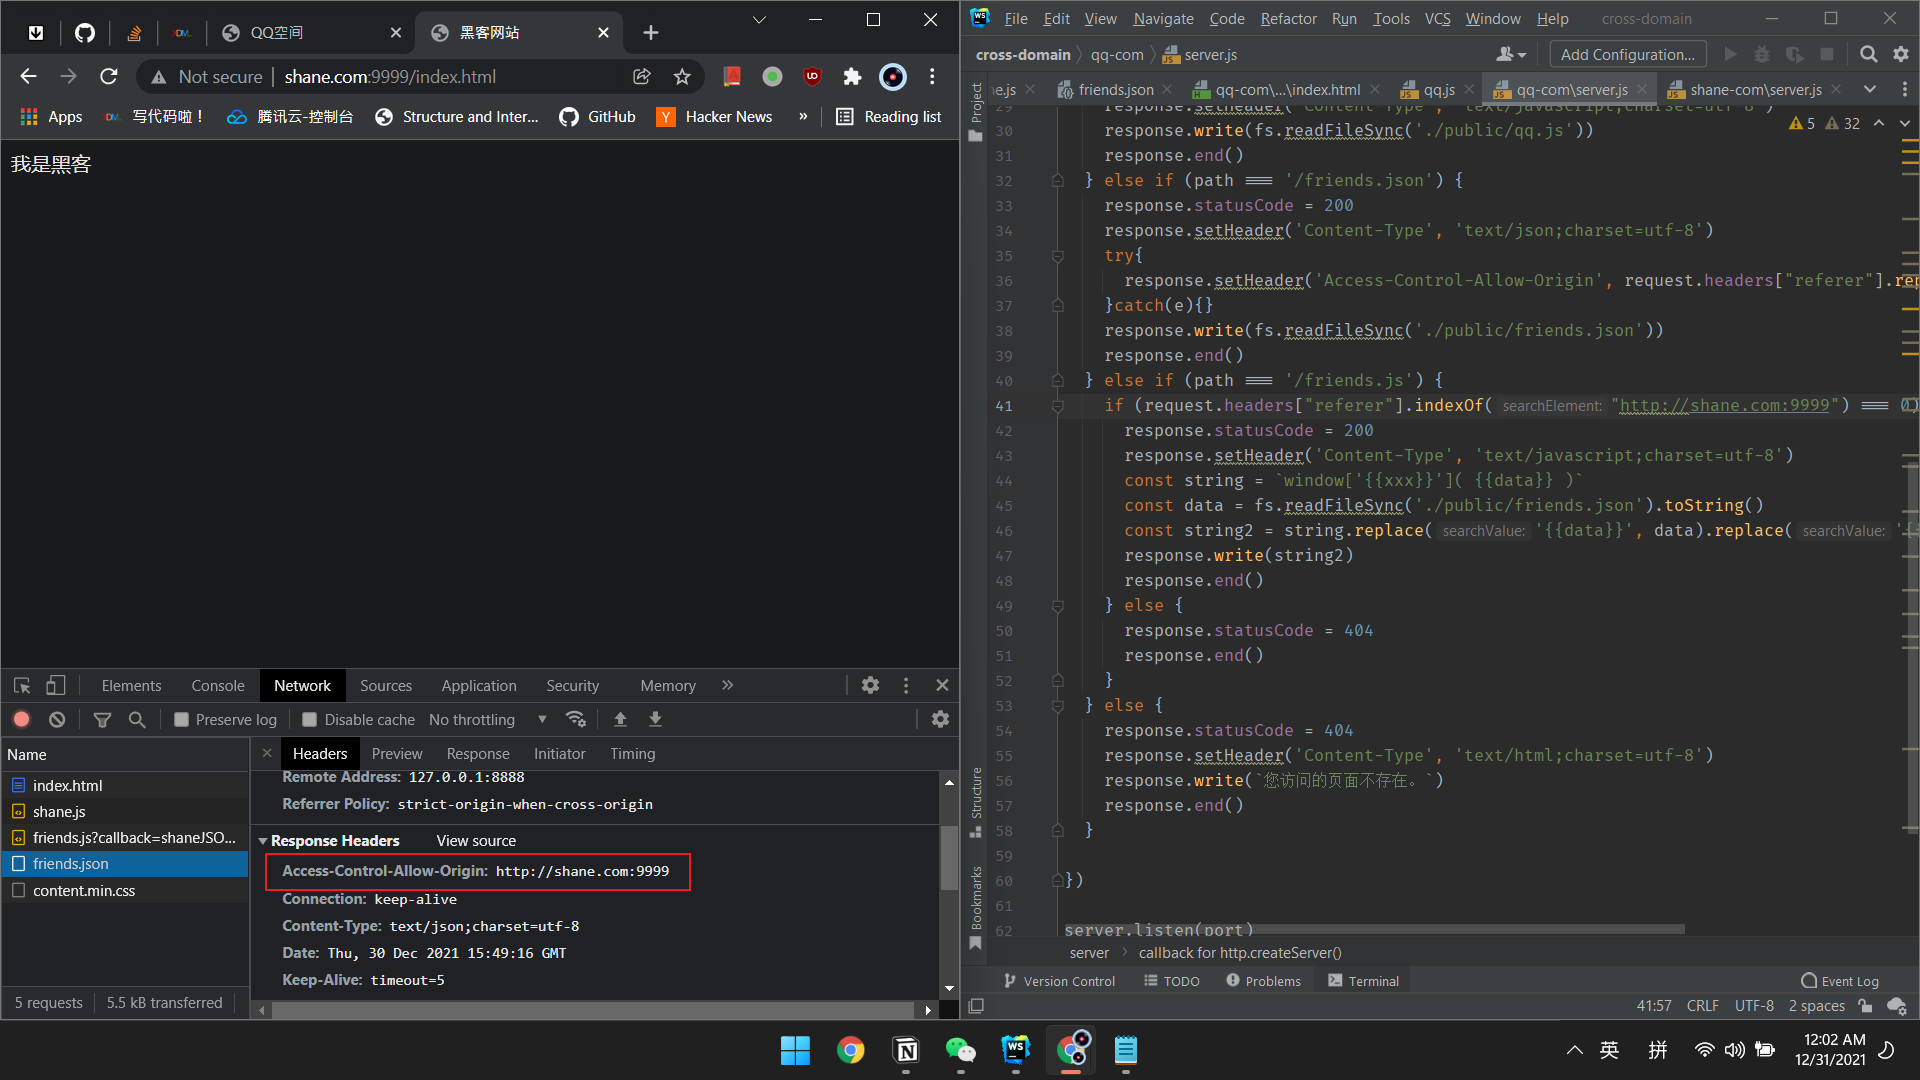 QQ空间
黑客网站
Not secure
shane.com:9999/index.html
Apps
写代码啦！
腾讯云-控制台
Structure and Inter...
GitHub
Hacker News
»
Reading list
我是黑客
Elements
Console
Network
Sources
Application
Security
Memory
»
Preserve log
Disable cache
No throttling
Name
index.html
shane.js
friends.js?callback=shaneJSO...
friends.json
content.min.css
5 requests
5.5 kB transferred
Headers
Preview
Response
Initiator
Timing
Remote Address: 127.0.0.1:8888
Referrer Policy: strict-origin-when-cross-origin
Response Headers
View source
Access-Control-Allow-Origin: http://shane.com:9999
Connection: keep-alive
Content-Type: text/json;charset=utf-8
Date: Thu, 30 Dec 2021 15:49:16 GMT
Keep-Alive: timeout=5
WS
File Edit View Navigate Code Refactor Run Tools VCS Window Help
cross-domain
cross-domain qq-com server.js
Add Configuration...
e.js
friends.json
qq-com\...\index.html
qq.js
qq-com\server.js
shane-com\server.js
Project
Structure
Bookmarks
5 32
29 response.setHeader('Content-Type', 'text/javascript;charset=utf-8')
30 response.write(fs.readFileSync('./public/qq.js'))
31 response.end()
32 } else if (path === '/friends.json') {
33 response.statusCode = 200
34 response.setHeader('Content-Type', 'text/json;charset=utf-8')
35 try{
36 response.setHeader('Access-Control-Allow-Origin', request.headers["referer"].rep
37 }catch(e){}
38 response.write(fs.readFileSync('./public/friends.json'))
39 response.end()
40 } else if (path === '/friends.js') {
41 if (request.headers["referer"].indexOf( searchElement: "http://shane.com:9999") === 0)
42 response.statusCode = 200
43 response.setHeader('Content-Type', 'text/javascript;charset=utf-8')
44 const string = `window['{{xxx}}']( {{data}} )`
45 const data = fs.readFileSync('./public/friends.json').toString()
46 const string2 = string.replace( searchValue: '{{data}}', data).replace( searchValue: '{{
47 response.write(string2)
48 response.end()
49 } else {
50 response.statusCode = 404
51 response.end()
52 }
53 } else {
54 response.statusCode = 404
55 response.setHeader('Content-Type', 'text/html;charset=utf-8')
56 response.write(`您访问的页面不存在。`)
57 response.end()
58 }
59
60 })
61
62 server.listen(port)
server callback for http.createServer()
Version Control
TODO
Problems
Terminal
Event Log
41:57 CRLF UTF-8 2 spaces
英
拼
12:02 AM
12/31/2021